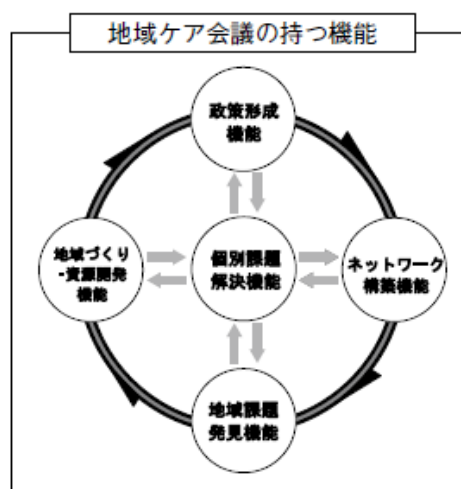 地域ケア会議の持つ機能
政策形成
機能
地域づくり
・資源開発
機能
個別課題
解決機能
ネットワーク
構築機能
地域課題
発見機能